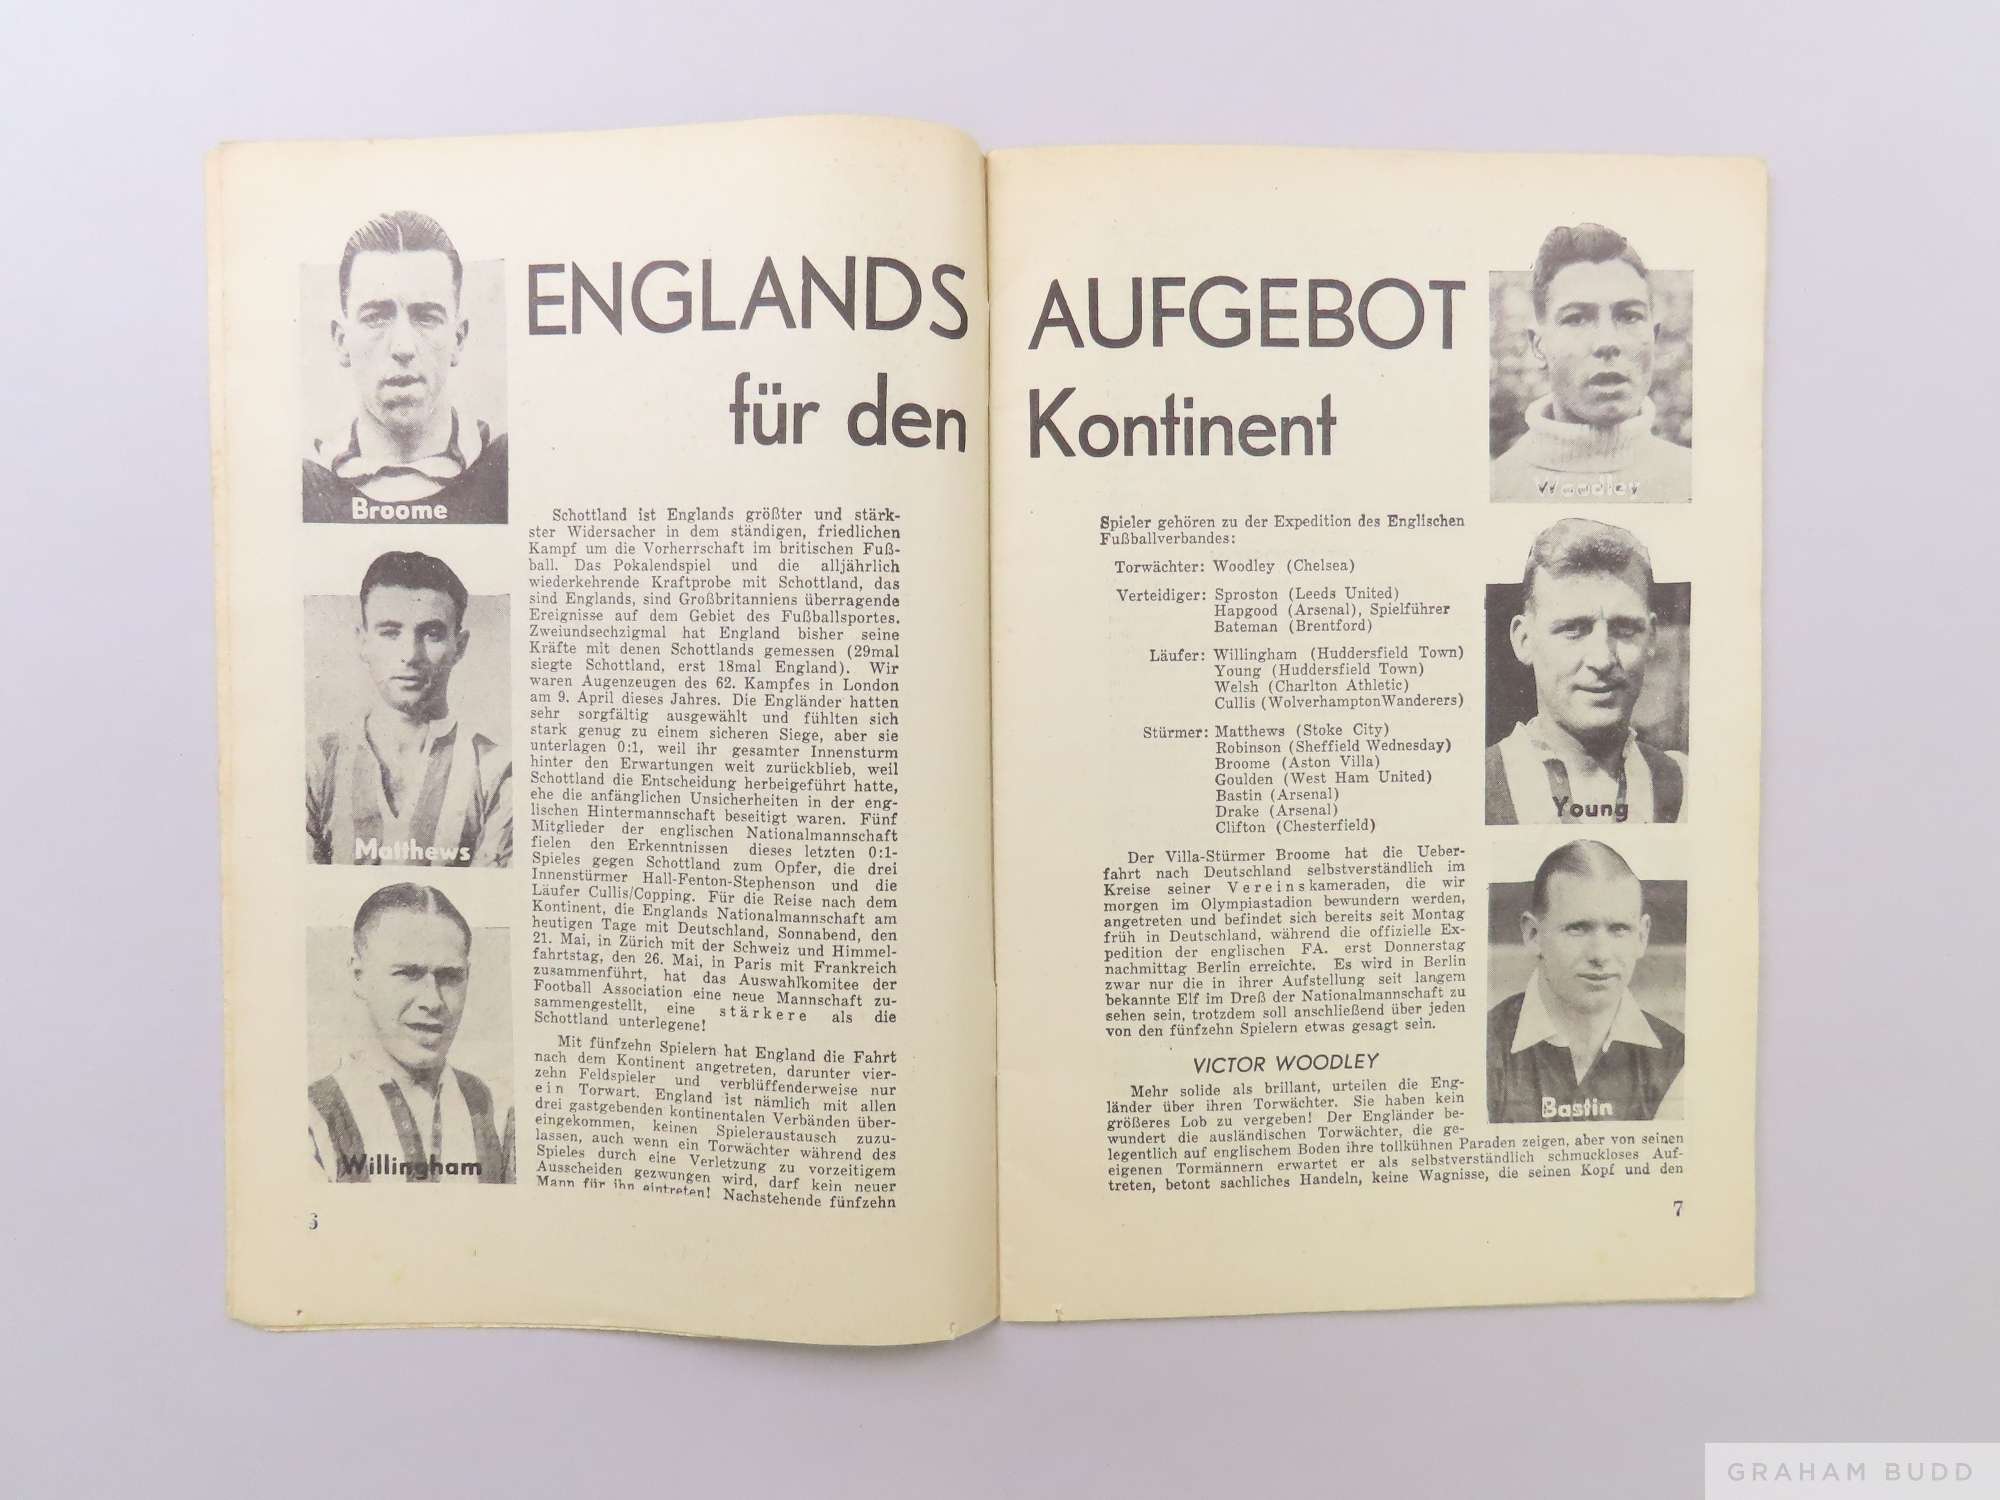 ENGLANDS AUFGEBOT
für den Kontinent
Broome
Matthews
Willingham
Schottland ist Englands größter und stärk-
ster Widersacher in dem ständigen, friedlichen
Kampf um die Vorherrschaft im britischen Fuß-
ball. Das Pokalendspiel und die alljährlich
wiederkehrende Kraftprobe mit Schottland, das
sind Englands, sind Großbritanniens überragende
Ereignisse auf dem Gebiet des Fußballsportes.
Zweiundsechzigmal hat England bisher seine
Kräfte mit denen Schottlands gemessen (29mal
siegte Schottland, erst 18mal England). Wir
waren Augenzeugen des 62. Kampfes in London
am 9. April dieses Jahres. Die Engländer hatten
sehr sorgfältig ausgewählt und fühlten sich
stark genug zu einem sicheren Siege, aber sie
unterlagen 0:1, weil ihr gesamter Innensturm
hinter den Erwartungen weit zurückblieb, weil
Schottland die Entscheidung herbeigeführt hatte,
ehe die anfänglichen Unsicherheiten in der eng-
lischen Hintermannschaft beseitigt waren. Fünf
Mitglieder der englischen Nationalmannschaft
fielen den Erkenntnissen dieses letzten 0:1-
Spieles gegen Schottland zum Opfer, die drei
Innenstürmer Hall-Fenton-Stephenson und die
Läufer Cullis/Copping. Für die Reise nach dem
Kontinent, die Englands Nationalmannschaft am
heutigen Tage mit Deutschland, Sonnabend, den
21. Mai, in Zürich mit der Schweiz und Himmel-
fahrtstag, den 26. Mai, in Paris mit Frankreich
zusammenführt, hat das Auswahlkomitee der
Football Association eine neue Mannschaft zu-
sammengestellt, eine stärkere als die
Schottland unterlegene!
Mit fünfzehn Spielern hat England die Fahrt
nach dem Kontinent angetreten, darunter vier-
zehn Feldspieler und verblüffenderweise nur
ein Torwart. England ist nämlich mit allen
drei gastgebenden kontinentalen Verbänden über-
eingekommen, keinen Spieleraustausch zuzu-
lassen, auch wenn ein Torwächter während des
Spieles durch eine Verletzung zu vorzeitigem
Ausscheiden gezwungen wird, darf kein neuer
Mann für ihn eintreten! Nachstehende fünfzehn
6
Spieler gehören zu der Expedition des Englischen
Fußballverbandes:
Torwächter: Woodley (Chelsea)
Verteidiger: Sproston (Leeds United)
Hapgood (Arsenal), Spielführer
Bateman (Brentford)
Läufer: Willingham (Huddersfield Town)
Young (Huddersfield Town)
Welsh (Charlton Athletic)
Cullis (Wolverhampton Wanderers)
Stürmer: Matthews (Stoke City)
Robinson (Sheffield Wednesday)
Broome (Aston Villa)
Goulden (West Ham United)
Bastin (Arsenal)
Drake (Arsenal)
Clifton (Chesterfield)
Der Villa-Stürmer Broome hat die Ueber-
fahrt nach Deutschland selbstverständlich im
Kreise seiner Vereinskameraden, die wir
morgen im Olympiastadion bewundern werden,
angetreten und befindet sich bereits seit Montag
früh in Deutschland, während die offizielle Ex-
pedition der englischen FA. erst Donnerstag
nachmittag Berlin erreichte. Es wird in Berlin
zwar nur die in ihrer Aufstellung seit langem
bekannte Elf im Dreß der Nationalmannschaft zu
sehen sein, trotzdem soll anschließend über jeden
von den fünfzehn Spielern etwas gesagt sein.
VICTOR WOODLEY
Mehr solide als brillant, urteilen die Eng-
länder über ihren Torwächter. Sie haben kein
größeres Lob zu vergeben! Der Engländer be-
wundert die ausländischen Torwächter, die ge-
legentlich auf englischem Boden ihre tollkühnen Paraden zeigen, aber von seinen
eigenen Tormännern erwartet er als selbstverständlich schmuckloses Auf-
treten, betont sachliches Handeln, keine Wagnisse, die seinen Kopf und den
Woodley
Young
Bastin
7
GRAHAM BUDD